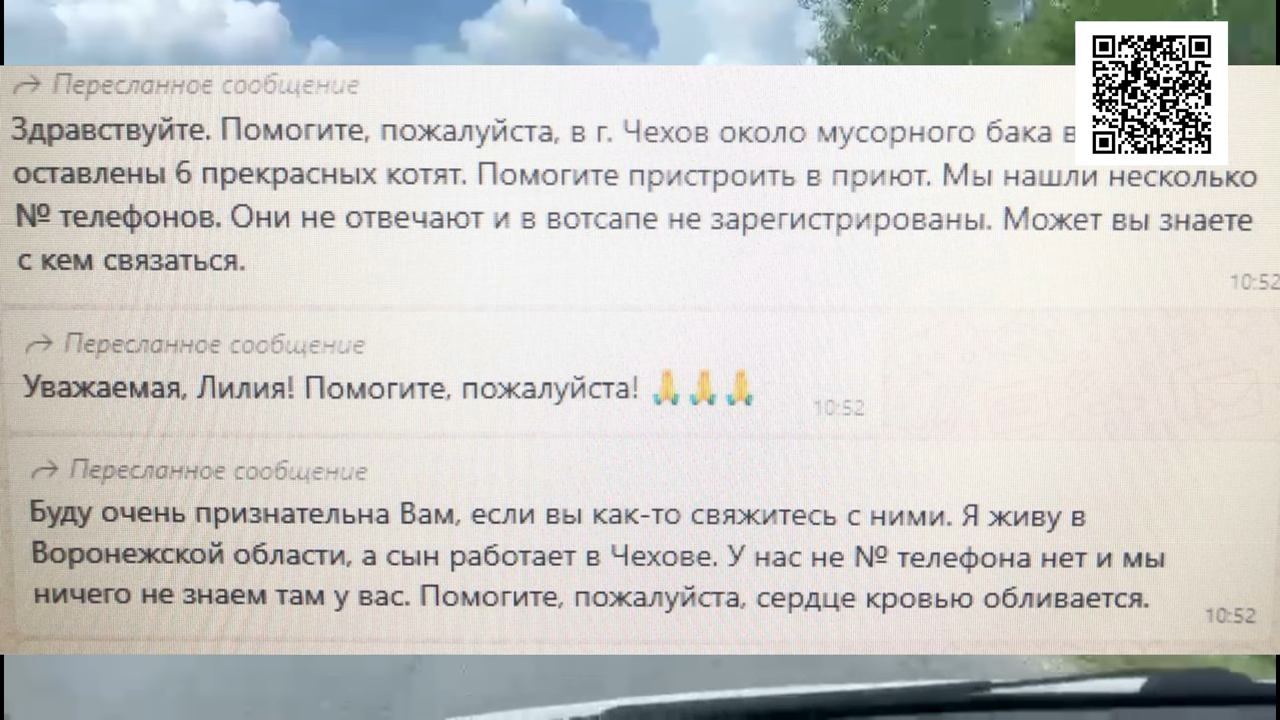 Пересланное сообщение
Здравствуйте. Помогите, пожалуйста, в г. Чехов около мусорного бака в
оставлены 6 прекрасных котят. Помогите пристроить в приют. Мы нашли несколько
№ телефонов. Они не отвечают и в вотсапе не зарегистрированы. Может вы знаете
с кем связаться.
10:52
Пересланное сообщение
Уважаемая, Лилия! Помогите, пожалуйста! 🙏🙏🙏
10:52
Пересланное сообщение
Буду очень признательна Вам, если вы как-то свяжитесь с ними. Я живу в
Воронежской области, а сын работает в Чехове. У нас не № телефона нет и мы
ничего не знаем там у вас. Помогите, пожалуйста, сердце кровью обливается.
10:52